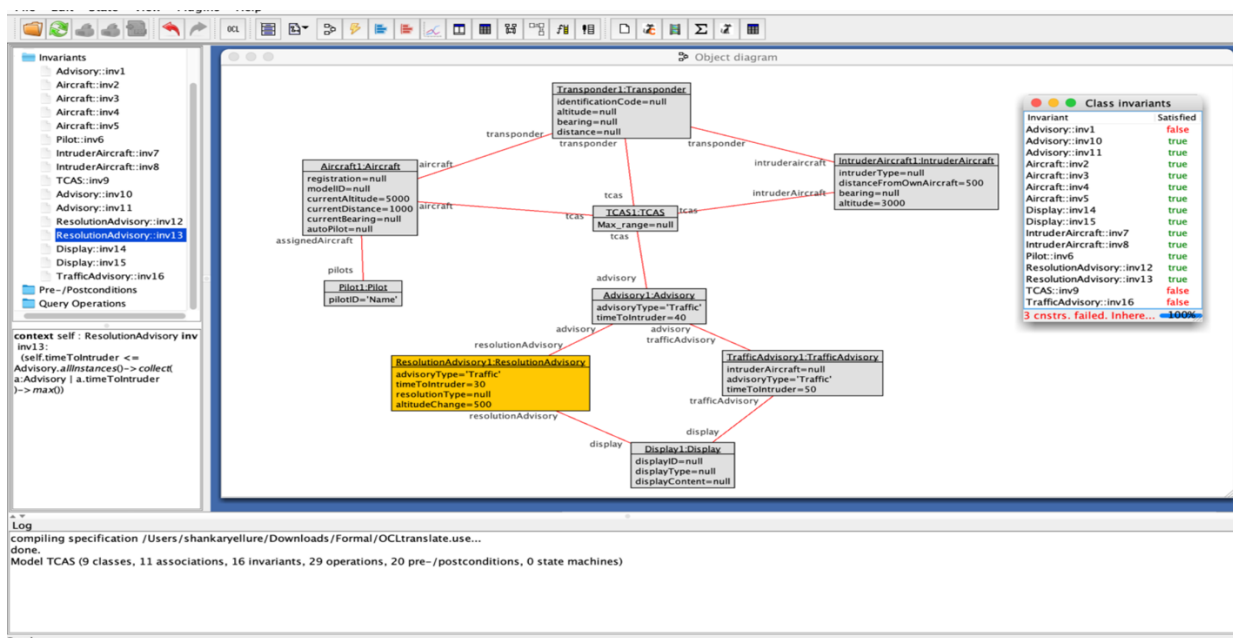 OCL
Invariants
Advisory::inv1
Aircraft::inv2
Aircraft::inv3
Aircraft::inv4
Aircraft::inv5
Pilot::inv6
IntruderAircraft::inv7
IntruderAircraft::inv8
TCAS::inv9
Advisory::inv10
Advisory::inv11
ResolutionAdvisory::inv12
ResolutionAdvisory::inv13
Display::inv14
Display::inv15
TrafficAdvisory::inv16
Pre-/Postconditions
Query Operations
context self : ResolutionAdvisory inv
inv13:
(self.timeToIntruder <=
Advisory.allInstances()->collect(
a:Advisory | a.timeToIntruder
)->max())
Object diagram
Transponder1:Transponder
identificationCode=null
altitude=null
bearing=null
distance=null
transponder
transponder
transponder
Aircraft1:Aircraft
registration=null
modelID=null
currentAltitude=5000
currentDistance=1000
currentBearing=null
autoPilot=null
aircraft
aircraft
assignedAircraft
pilots
Pilot1:Pilot
pilotID='Name'
intruderaircraft
intruderAircraft
IntruderAircraft1:IntruderAircraft
intruderType=null
distanceFromOwnAircraft=500
bearing=null
altitude=3000
tcas
tcas
TCAS1:TCAS
Max_range=null
tcas
tcas
advisory
Advisory1:Advisory
advisoryType='Traffic'
timeToIntruder=40
advisory
advisory
resolutionAdvisory
trafficAdvisory
ResolutionAdvisory1:ResolutionAdvisory
advisoryType='Traffic'
timeToIntruder=30
resolutionType=null
altitudeChange=500
resolutionAdvisory
TrafficAdvisory1:TrafficAdvisory
intruderAircraft=null
advisoryType='Traffic'
timeToIntruder=50
trafficAdvisory
display
display
Display1:Display
displayID=null
displayType=null
displayContent=null
Class invariants
Invariant Satisfied
Advisory::inv1 false
Advisory::inv10 true
Advisory::inv11 true
Aircraft::inv2 true
Aircraft::inv3 true
Aircraft::inv4 true
Aircraft::inv5 true
Display::inv14 true
Display::inv15 true
IntruderAircraft::inv7 true
IntruderAircraft::inv8 true
Pilot::inv6 true
ResolutionAdvisory::inv12 true
ResolutionAdvisory::inv13 true
TCAS::inv9 false
TrafficAdvisory::inv16 false
3 cnstrs. failed. Inhere... 100%
Log
compiling specification /Users/shankaryellure/Downloads/Formal/OCLtranslate.use...
done.
Model TCAS (9 classes, 11 associations, 16 invariants, 29 operations, 20 pre-/postconditions, 0 state machines)